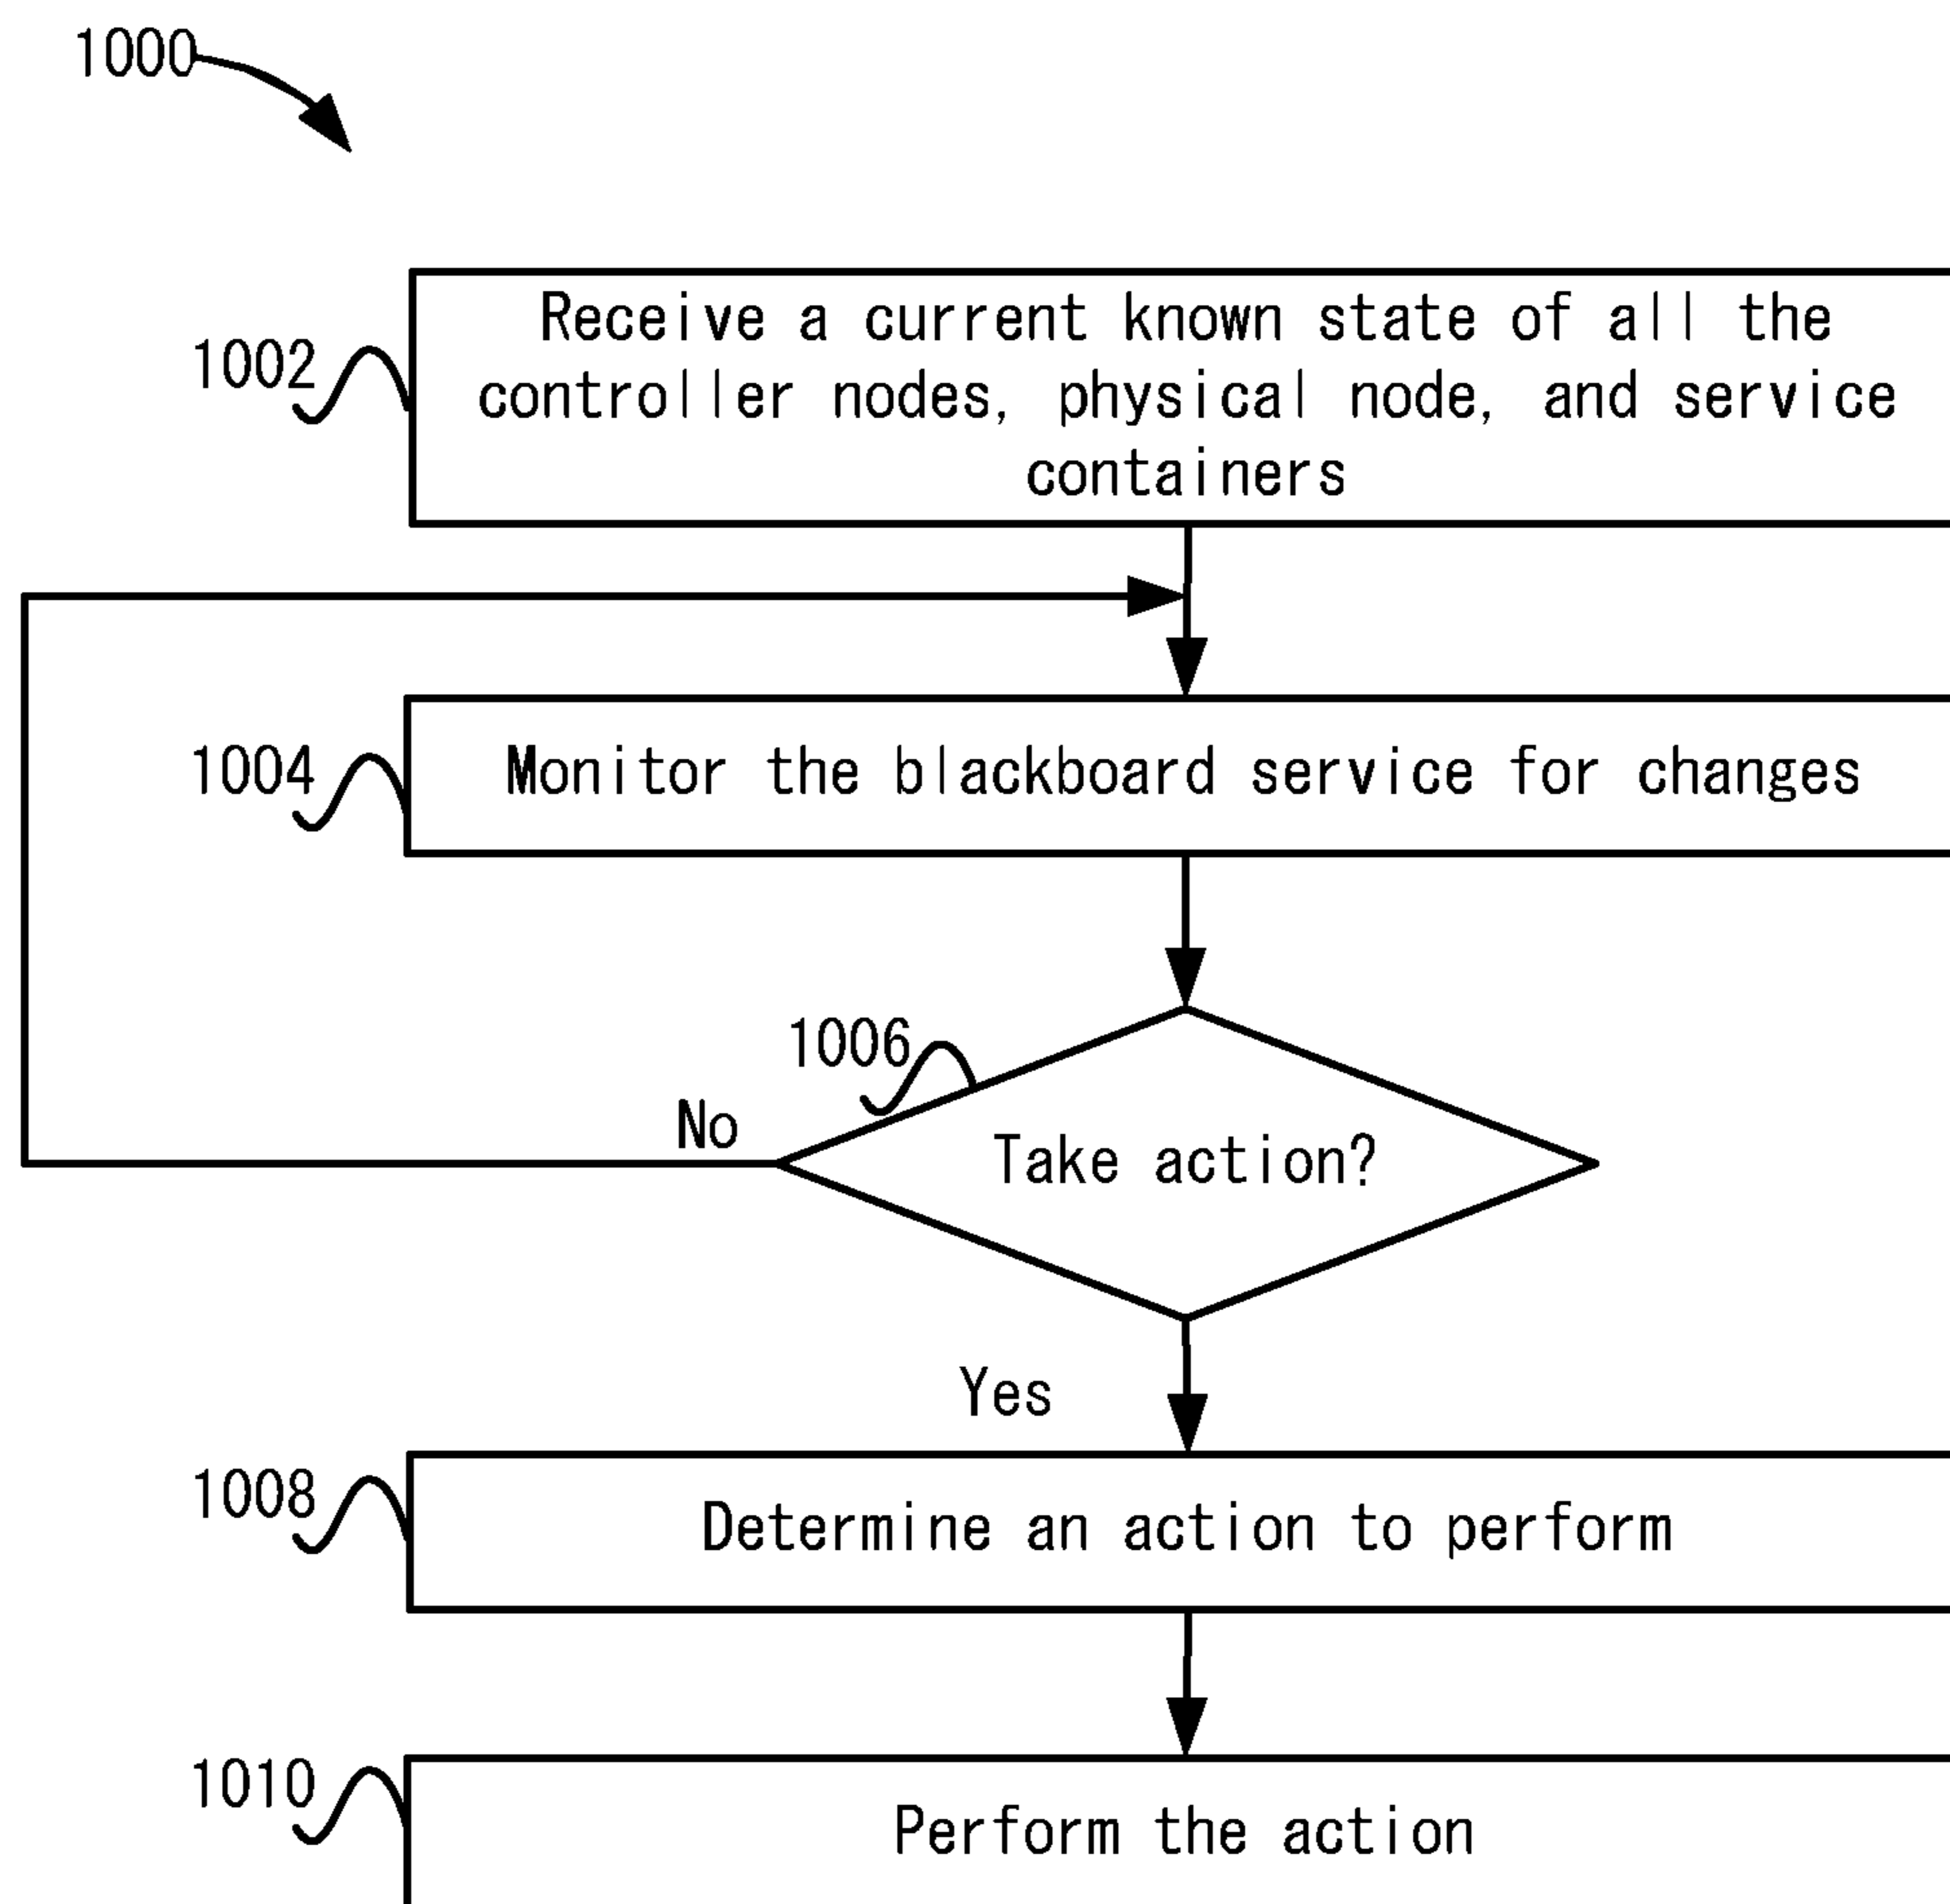 1000
1002
Receive a current known state of all the
controller nodes, physical node, and service
containers
1004
Monitor the blackboard service for changes
1006
No
Take action?
Yes
1008
Determine an action to perform
1010
Perform the action